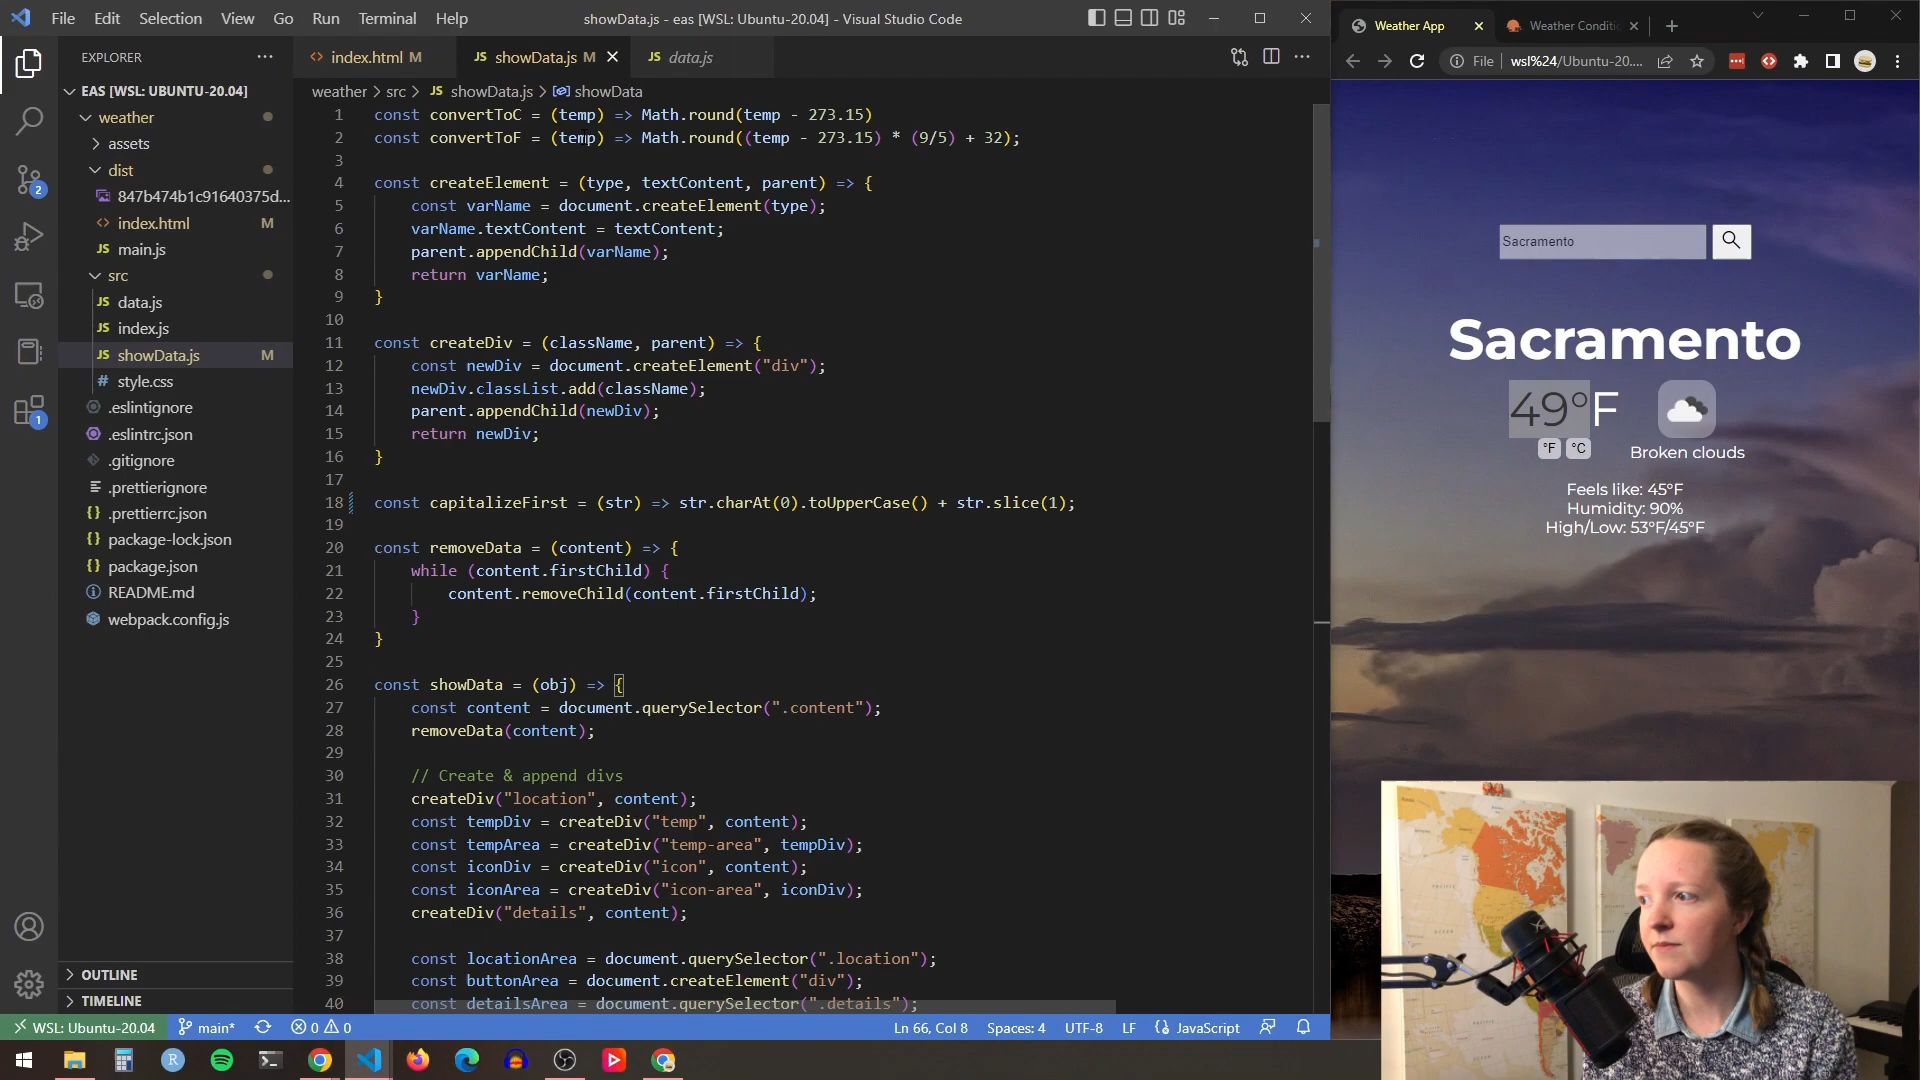 File Edit Selection View Go Run Terminal Help
showData.js - eas [WSL: Ubuntu-20.04] - Visual Studio Code
EXPLORER
EAS [WSL: UBUNTU-20.04]
weather
assets
dist
847b474b1c91640375d...
index.html M
main.js
src
JS data.js
JS index.js
JS showData.js M
# style.css
.eslintignore
.eslintrc.json
.gitignore
.prettierignore
{} .prettierrc.json
{} package-lock.json
{} package.json
README.md
webpack.config.js
OUTLINE
TIMELINE
2
1
<> index.html M
JS showData.js M
JS data.js
weather > src > JS showData.js > showData
1 const convertToC = (temp) => Math.round(temp - 273.15)
2 const convertToF = (temp) => Math.round((temp - 273.15) * (9/5) + 32);
3
4 const createElement = (type, textContent, parent) => {
5 const varName = document.createElement(type);
6 varName.textContent = textContent;
7 parent.appendChild(varName);
8 return varName;
9 }
10
11 const createDiv = (className, parent) => {
12 const newDiv = document.createElement("div");
13 newDiv.classList.add(className);
14 parent.appendChild(newDiv);
15 return newDiv;
16 }
17
18 const capitalizeFirst = (str) => str.charAt(0).toUpperCase() + str.slice(1);
19
20 const removeData = (content) => {
21 while (content.firstChild) {
22 content.removeChild(content.firstChild);
23 }
24 }
25
26 const showData = (obj) => {
27 const content = document.querySelector(".content");
28 removeData(content);
29
30 // Create & append divs
31 createDiv("location", content);
32 const tempDiv = createDiv("temp", content);
33 const tempArea = createDiv("temp-area", tempDiv);
34 const iconDiv = createDiv("icon", content);
35 const iconArea = createDiv("icon-area", iconDiv);
36 createDiv("details", content);
37
38 const locationArea = document.querySelector(".location");
39 const buttonArea = document.createElement("div");
40 const detailsArea = document.querySelector(".details");
WSL: Ubuntu-20.04 main* 0 0
Ln 66, Col 8 Spaces: 4 UTF-8 LF {} JavaScript
Weather App
Weather Conditi
File wsl%24/Ubuntu-20....
Sacramento
Sacramento
49°F
°F °C
Broken clouds
Feels like: 45°F
Humidity: 90%
High/Low: 53°F/45°F